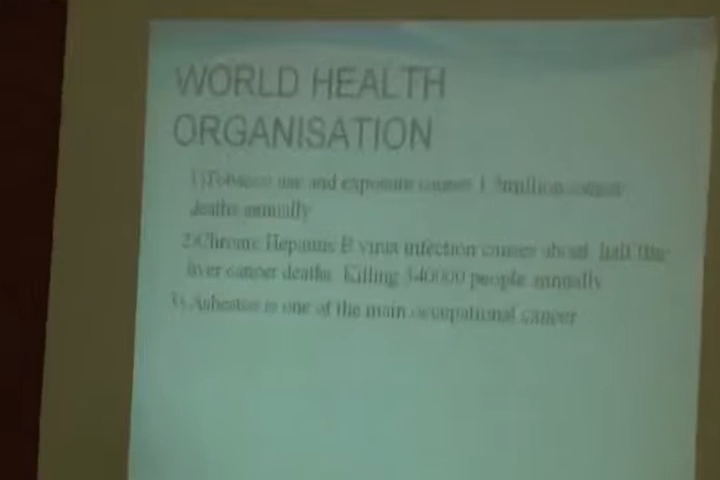 WORLD HEALTH
ORGANISATION
1)Tobacco use and exposure causes 1. million cancer
deaths annually
2)Chronic Hepatitis B virus infection causes about half the
liver cancer deaths. Killing 340000 people annually
3) Asbestos is one of the main occupational cancer